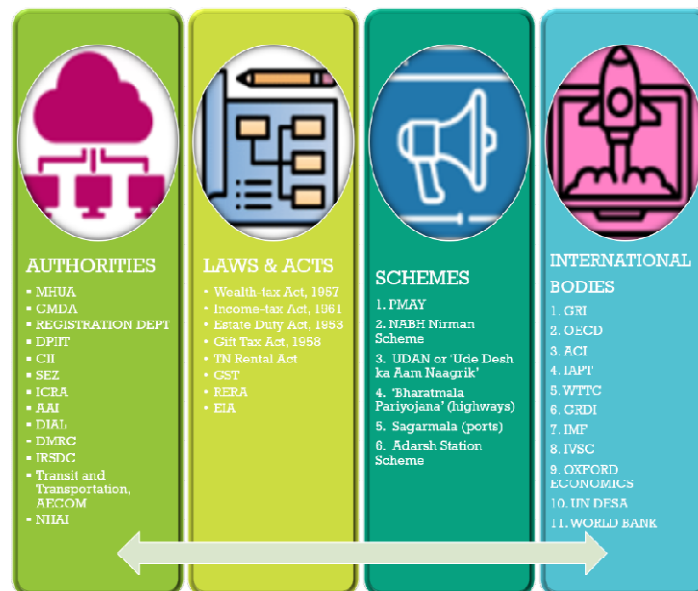 AUTHORITIES
▪ MHUA
▪ CMDA
▪ REGISTRATION DEPT
▪ DPIIT
▪ CII
▪ SEZ
▪ ICRA
▪ AAI
▪ DIAL
▪ DMRC
▪ IRSDC
▪ Transit and
Transportation,
AECOM
▪ NHAI
LAWS & ACTS
• Wealth-tax Act, 1957
• Income-tax Act, 1961
• Estate Duty Act, 1953
• Gift Tax Act, 1958
• TN Rental Act
• GST
• RERA
• EIA
SCHEMES
1. PMAY
2. NABH Nirman
Scheme
3. UDAN or 'Ude Desh
ka Aam Naagrik'
4. 'Bharatmala
Pariyojana' (highways)
5. Sagarmala (ports)
6. Adarsh Station
Scheme
INTERNATIONAL
BODIES
1. GRI
2. OECD
3. ACI
4. IAPT
5. WTTC
6. GRDI
7. IMF
8. IVSC
9. OXFORD
ECONOMICS
10. UN DESA
11. WORLD BANK